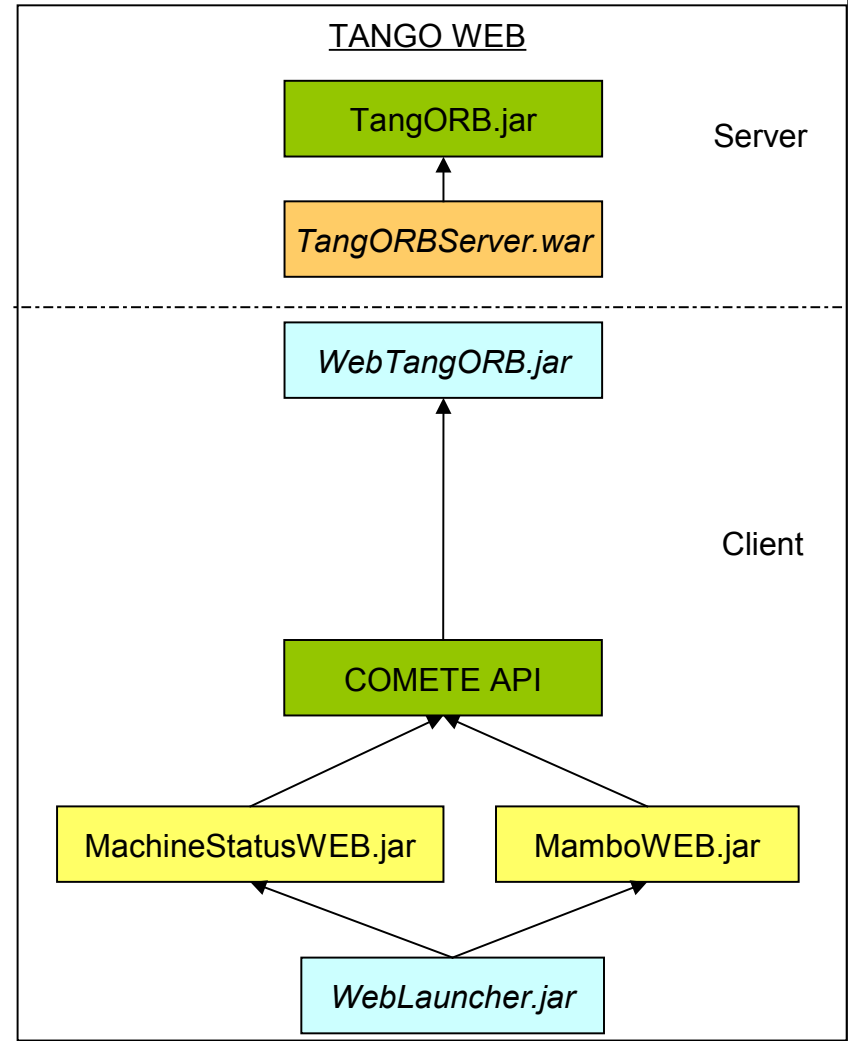 TANGO WEB
TangORB.jar
Server
TangORBServer.war
WebTangORB.jar
Client
COMETE API
MachineStatusWEB.jar
MamboWEB.jar
WebLauncher.jar